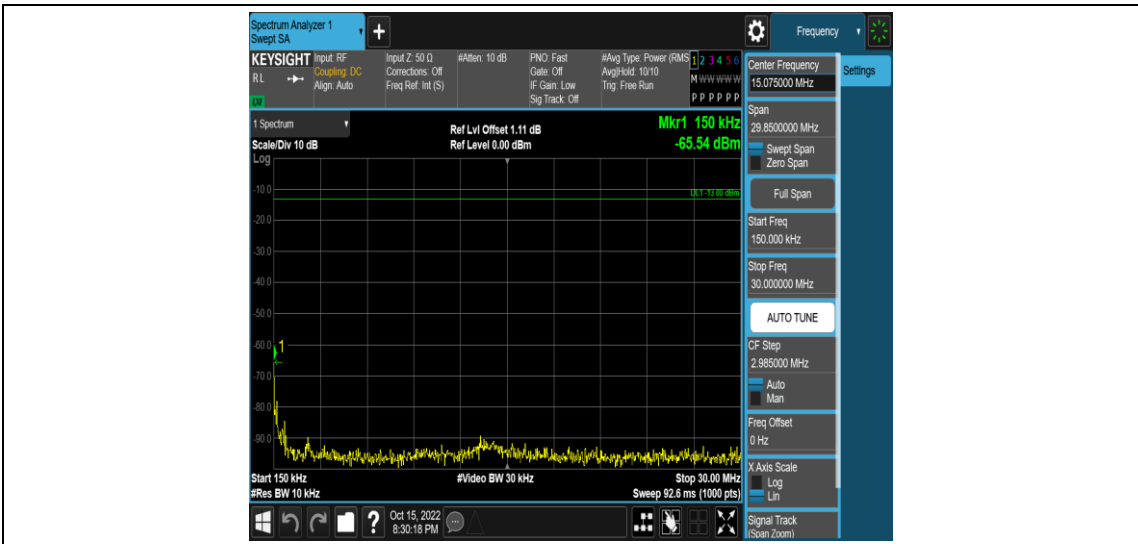 Spectrum Analyzer 1
Swept SA
+
Frequency
KEYSIGHT
RL
LXI
Input: RF
Coupling: DC
Align: Auto
Input Z: 50 Ω
Corrections: Off
Freq Ref: Int (S)
#Atten: 10 dB
PNO: Fast
Gate: Off
IF Gain: Low
Sig Track: Off
#Avg Type: Power (RMS
Avg|Hold: 10/10
Trig: Free Run
1 2 3 4 5 6
M W W W W W
P P P P P P
1 Spectrum
Scale/Div 10 dB
Log
Ref Lvl Offset 1.11 dB
Ref Level 0.00 dBm
Mkr1 150 kHz
-65.54 dBm
DL1 -13.00 dBm
-10.0
-20.0
-30.0
-40.0
-50.0
-60.0
1
-70.0
-80.0
-90.0
Start 150 kHz
#Video BW 30 kHz
Stop 30.00 MHz
#Res BW 10 kHz
Sweep 92.6 ms (1000 pts)
?
Oct 15, 2022
8:30:18 PM
Center Frequency
15.075000 MHz
Settings
Span
29.8500000 MHz
Swept Span
Zero Span
Full Span
Start Freq
150.000 kHz
Stop Freq
30.000000 MHz
AUTO TUNE
CF Step
2.985000 MHz
Auto
Man
Freq Offset
0 Hz
X Axis Scale
Log
Lin
Signal Track
(Span Zoom)